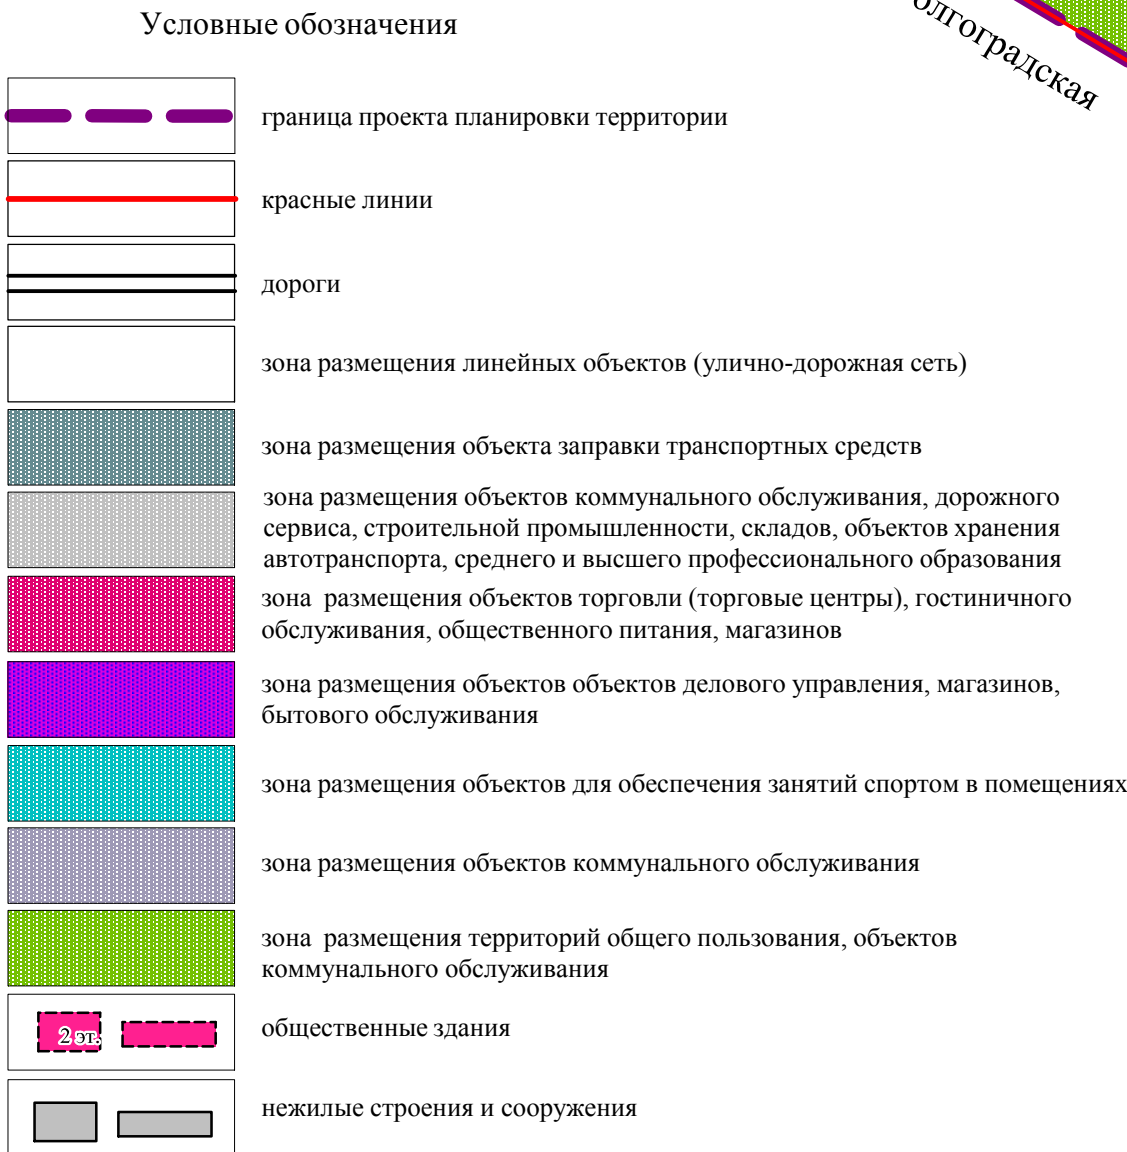 Условные обозначения
олгоградская
граница проекта планировки территории
красные линии
дороги
зона размещения линейных объектов (улично-дорожная сеть)
зона размещения объекта заправки транспортных средств
зона размещения объектов коммунального обслуживания, дорожного
сервиса, строительной промышленности, складов, объектов хранения
автотранспорта, среднего и высшего профессионального образования
зона размещения объектов торговли (торговые центры), гостиничного
обслуживания, общественного питания, магазинов
зона размещения объектов объектов делового управления, магазинов,
бытового обслуживания
зона размещения объектов для обеспечения занятий спортом в помещениях
зона размещения объектов коммунального обслуживания
зона размещения территорий общего пользования, объектов
коммунального обслуживания
2 эт.
общественные здания
нежилые строения и сооружения